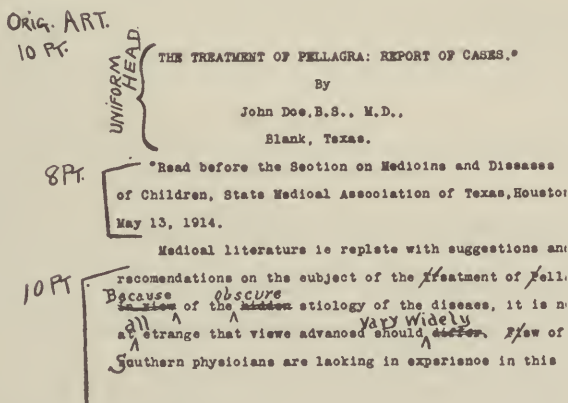 ORIG. ART.
10 PT.
UNIFORM HEAD.
THE TREATMENT OF PELLAGRA: REPORT OF CASES.*
By
John Doe,B.S., M.D.,
Blank, Texas.
8 PT.
*Read before the Section on Medicine and Diseases
of Children, State Medical Association of Texas,Houston
May 13, 1914.
Medical literature is replete with suggestions and
10 PT
recomendations on the subject of the treatment of Pella
Because obscure
in view of the hidden etiology of the disease, it is n
all vary widely
at strange that views advanced should differ. Few of
Southern physicians are lacking in experience in this